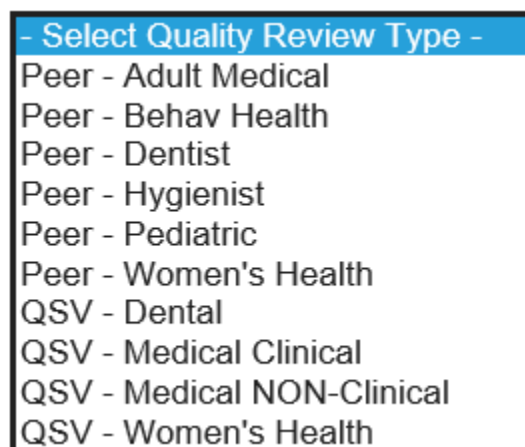 - Select Quality Review Type -
Peer - Adult Medical
Peer - Behav Health
Peer - Dentist
Peer - Hygienist
Peer - Pediatric
Peer - Women's Health
QSV - Dental
QSV - Medical Clinical
QSV - Medical NON-Clinical
QSV - Women's Health